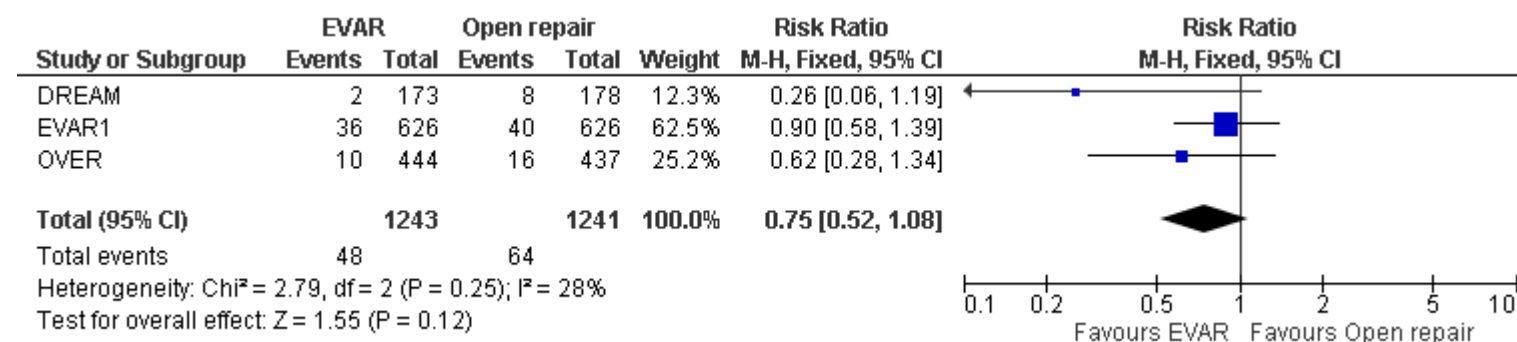 EVAR Open repair Risk Ratio Risk Ratio
Study or Subgroup Events Total Events Total Weight M-H, Fixed, 95% CI M-H, Fixed, 95% CI
DREAM 2 173 8 178 12.3% 0.26 [0.06, 1.19]
EVAR1 36 626 40 626 62.5% 0.90 [0.58, 1.39]
OVER 10 444 16 437 25.2% 0.62 [0.28, 1.34]
Total (95% CI) 1243 1241 100.0% 0.75 [0.52, 1.08]
Total events 48 64
Heterogeneity: Chi² = 2.79, df = 2 (P = 0.25); I² = 28%
Test for overall effect: Z = 1.55 (P = 0.12)
0.1 0.2 0.5 1 2 5 10
Favours EVAR Favours Open repair